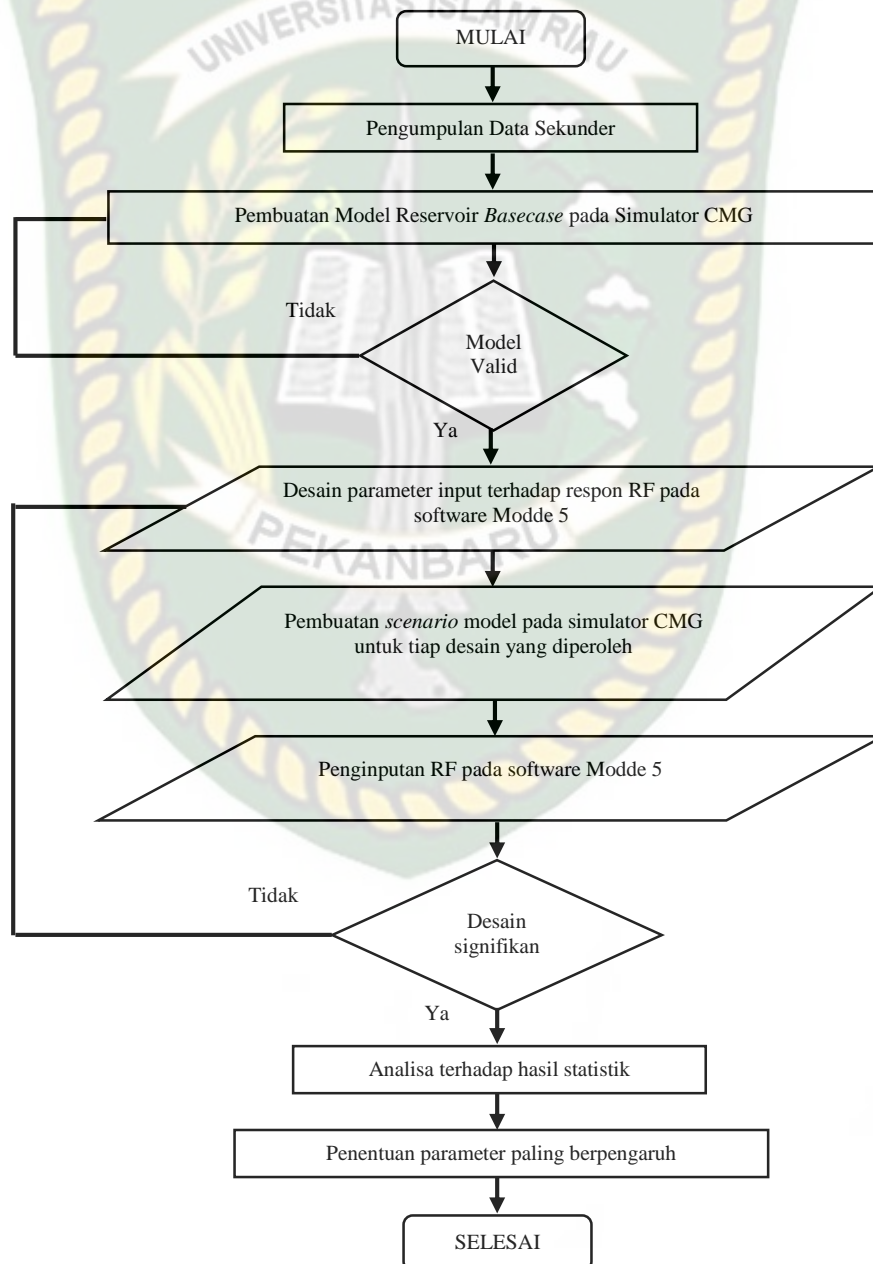 UNIVERSITAS ISLAM RIAU
MULAI
Pengumpulan Data Sekunder
Pembuatan Model Reservoir Basecase pada Simulator CMG
Tidak
Model
Valid
Ya
Desain parameter input terhadap respon RF pada
software Modde 5
PEKANBARU
Pembuatan scenario model pada simulator CMG
untuk tiap desain yang diperoleh
Penginputan RF pada software Modde 5
Tidak
Desain
signifikan
Ya
Analisa terhadap hasil statistik
Penentuan parameter paling berpengaruh
SELESAI